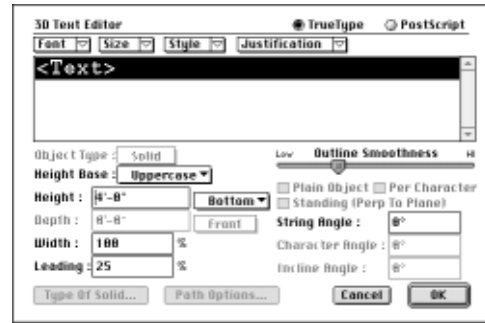 3D Text Editor TrueType PostScript
Font Size Style Justification
<Text>
Object Type : Solid
Low Outline Smoothness Hi
Height Base : Uppercase
Plain Object Per Character
Height : 4'-0" Bottom
Standing (Perp To Plane)
Depth : 0'-0" Front
String Angle : 0°
Width : 100 %
Character Angle : 0°
Leading : 25 %
Incline Angle : 0°
Type Of Solid... Path Options... Cancel OK